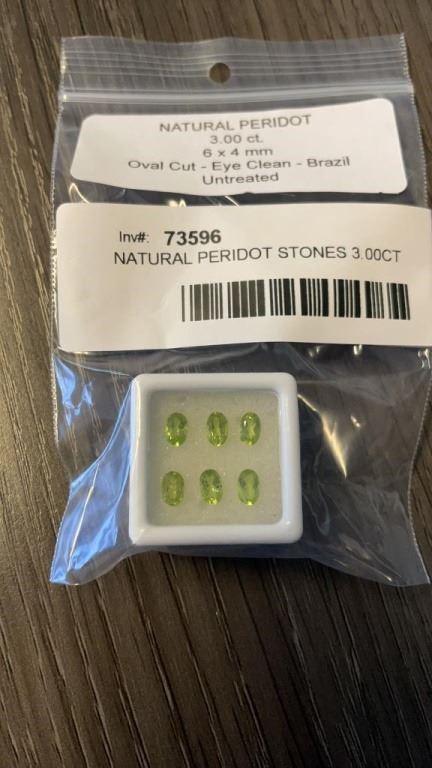 NATURAL PERIDOT
3.00 ct.
6 x 4 mm
Oval Cut - Eye Clean - Brazil
Untreated
Inv#: 73596
NATURAL PERIDOT STONES 3.00CT